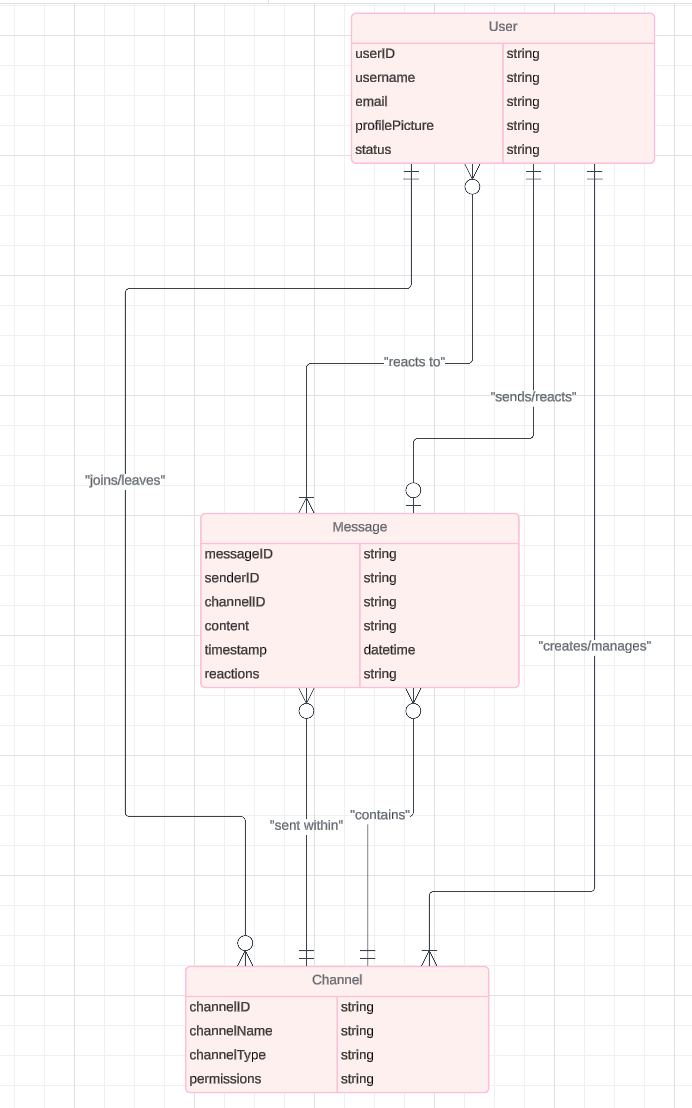 User
userID string
username string
email string
profilePicture string
status string
"reacts to"
"sends/reacts"
"joins/leaves"
Message
messageID string
senderID string
channelID string
content string
timestamp datetime
reactions string
"creates/manages"
"contains"
"sent within"
Channel
channelID string
channelName string
channelType string
permissions string